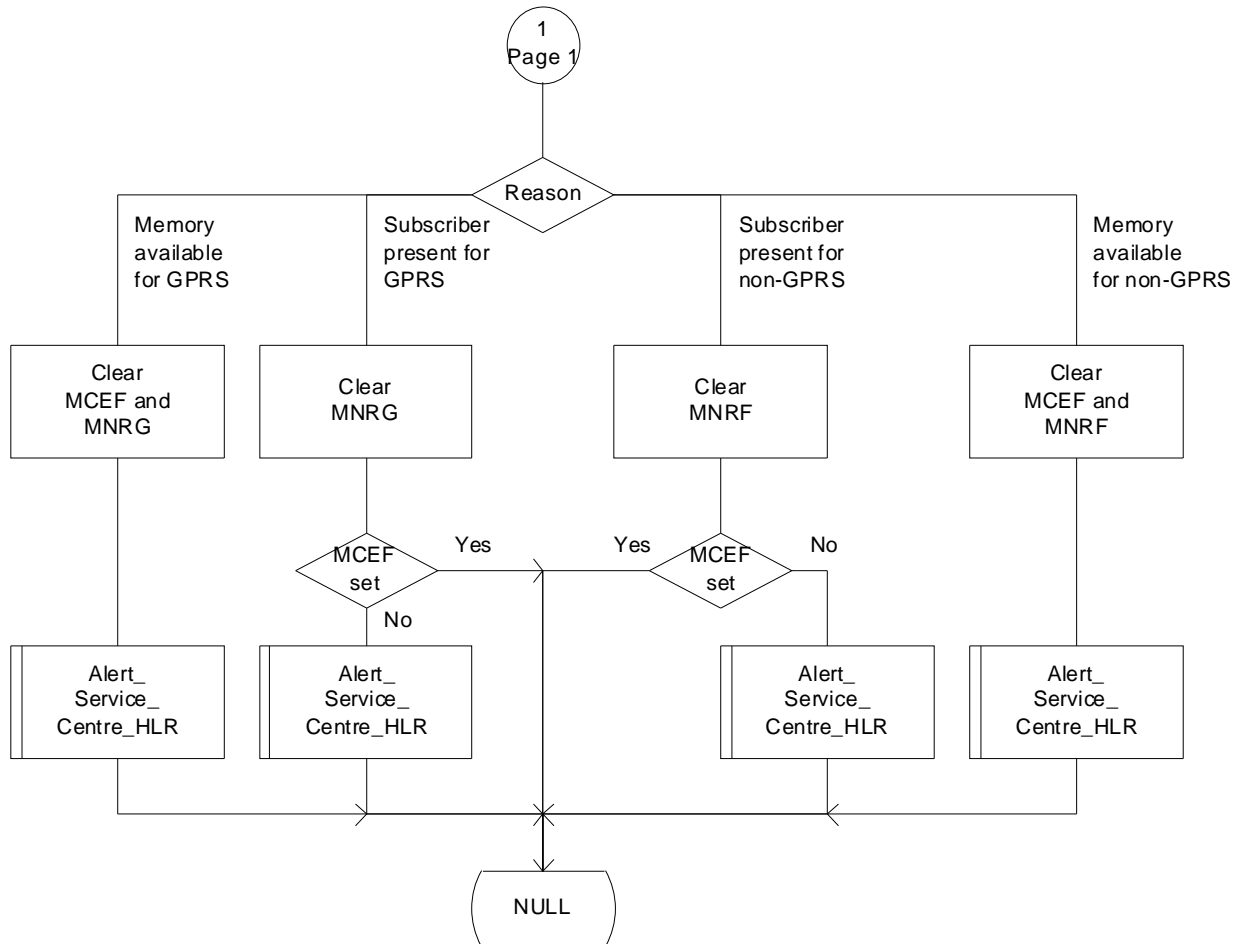 1
Page 1
Reason
Memory
available
for GPRS
Subscriber
present for
GPRS
Subscriber
present for
non-GPRS
Memory
available
for non-GPRS
Clear
MCEF and
MNRG
Clear
MNRG
Clear
MNRF
Clear
MCEF and
MNRF
MCEF
set
Yes
No
Yes
MCEF
set
No
Alert_
Service_
Centre_HLR
Alert_
Service_
Centre_HLR
Alert_
Service_
Centre_HLR
Alert_
Service_
Centre_HLR
NULL